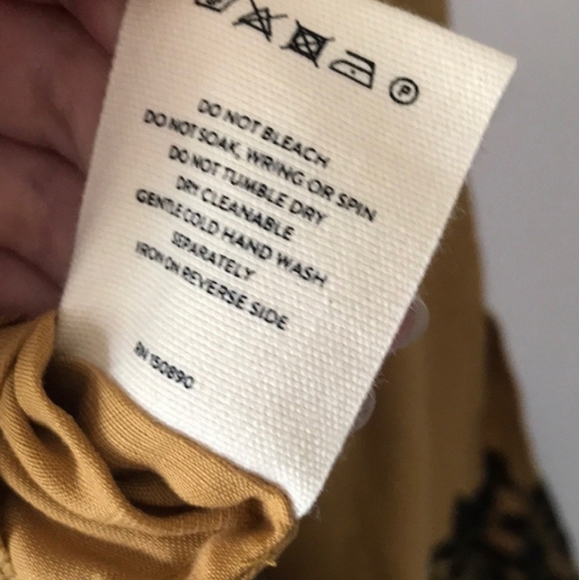 P
DO NOT BLEACH
DO NOT SOAK, WRING OR SPIN
DO NOT TUMBLE DRY
DRY CLEANABLE
GENTLE COLD HAND WASH
SEPARATELY
IRON ON REVERSE SIDE
RN 150890